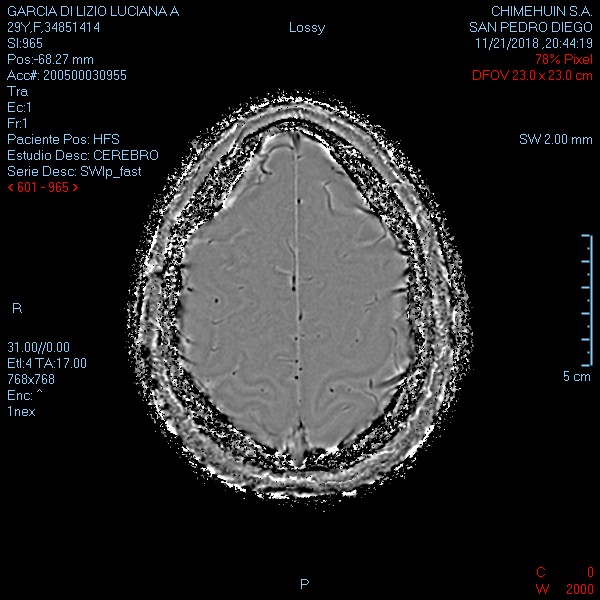 GARCIA DI LIZIO LUCIANA A
29Y,F,34851414
SI:965
Pos:-68.27 mm
Acc#: 200500030955
Tra
Ec:1
Fr:1
Paciente Pos: HFS
Estudio Desc: CEREBRO
Serie Desc: SWIp_fast
< 601 - 965 >
Lossy
CHIMEHUIN S.A.
SAN PEDRO DIEGO
11/21/2018 ,20:44:19
78% Pixel
DFOV 23.0 x 23.0 cm
SW 2.00 mm
R
31.00//0.00
Etl:4 TA:17.00
768x768
Enc: ^
1nex
5 cm
P
C 0
W 2000